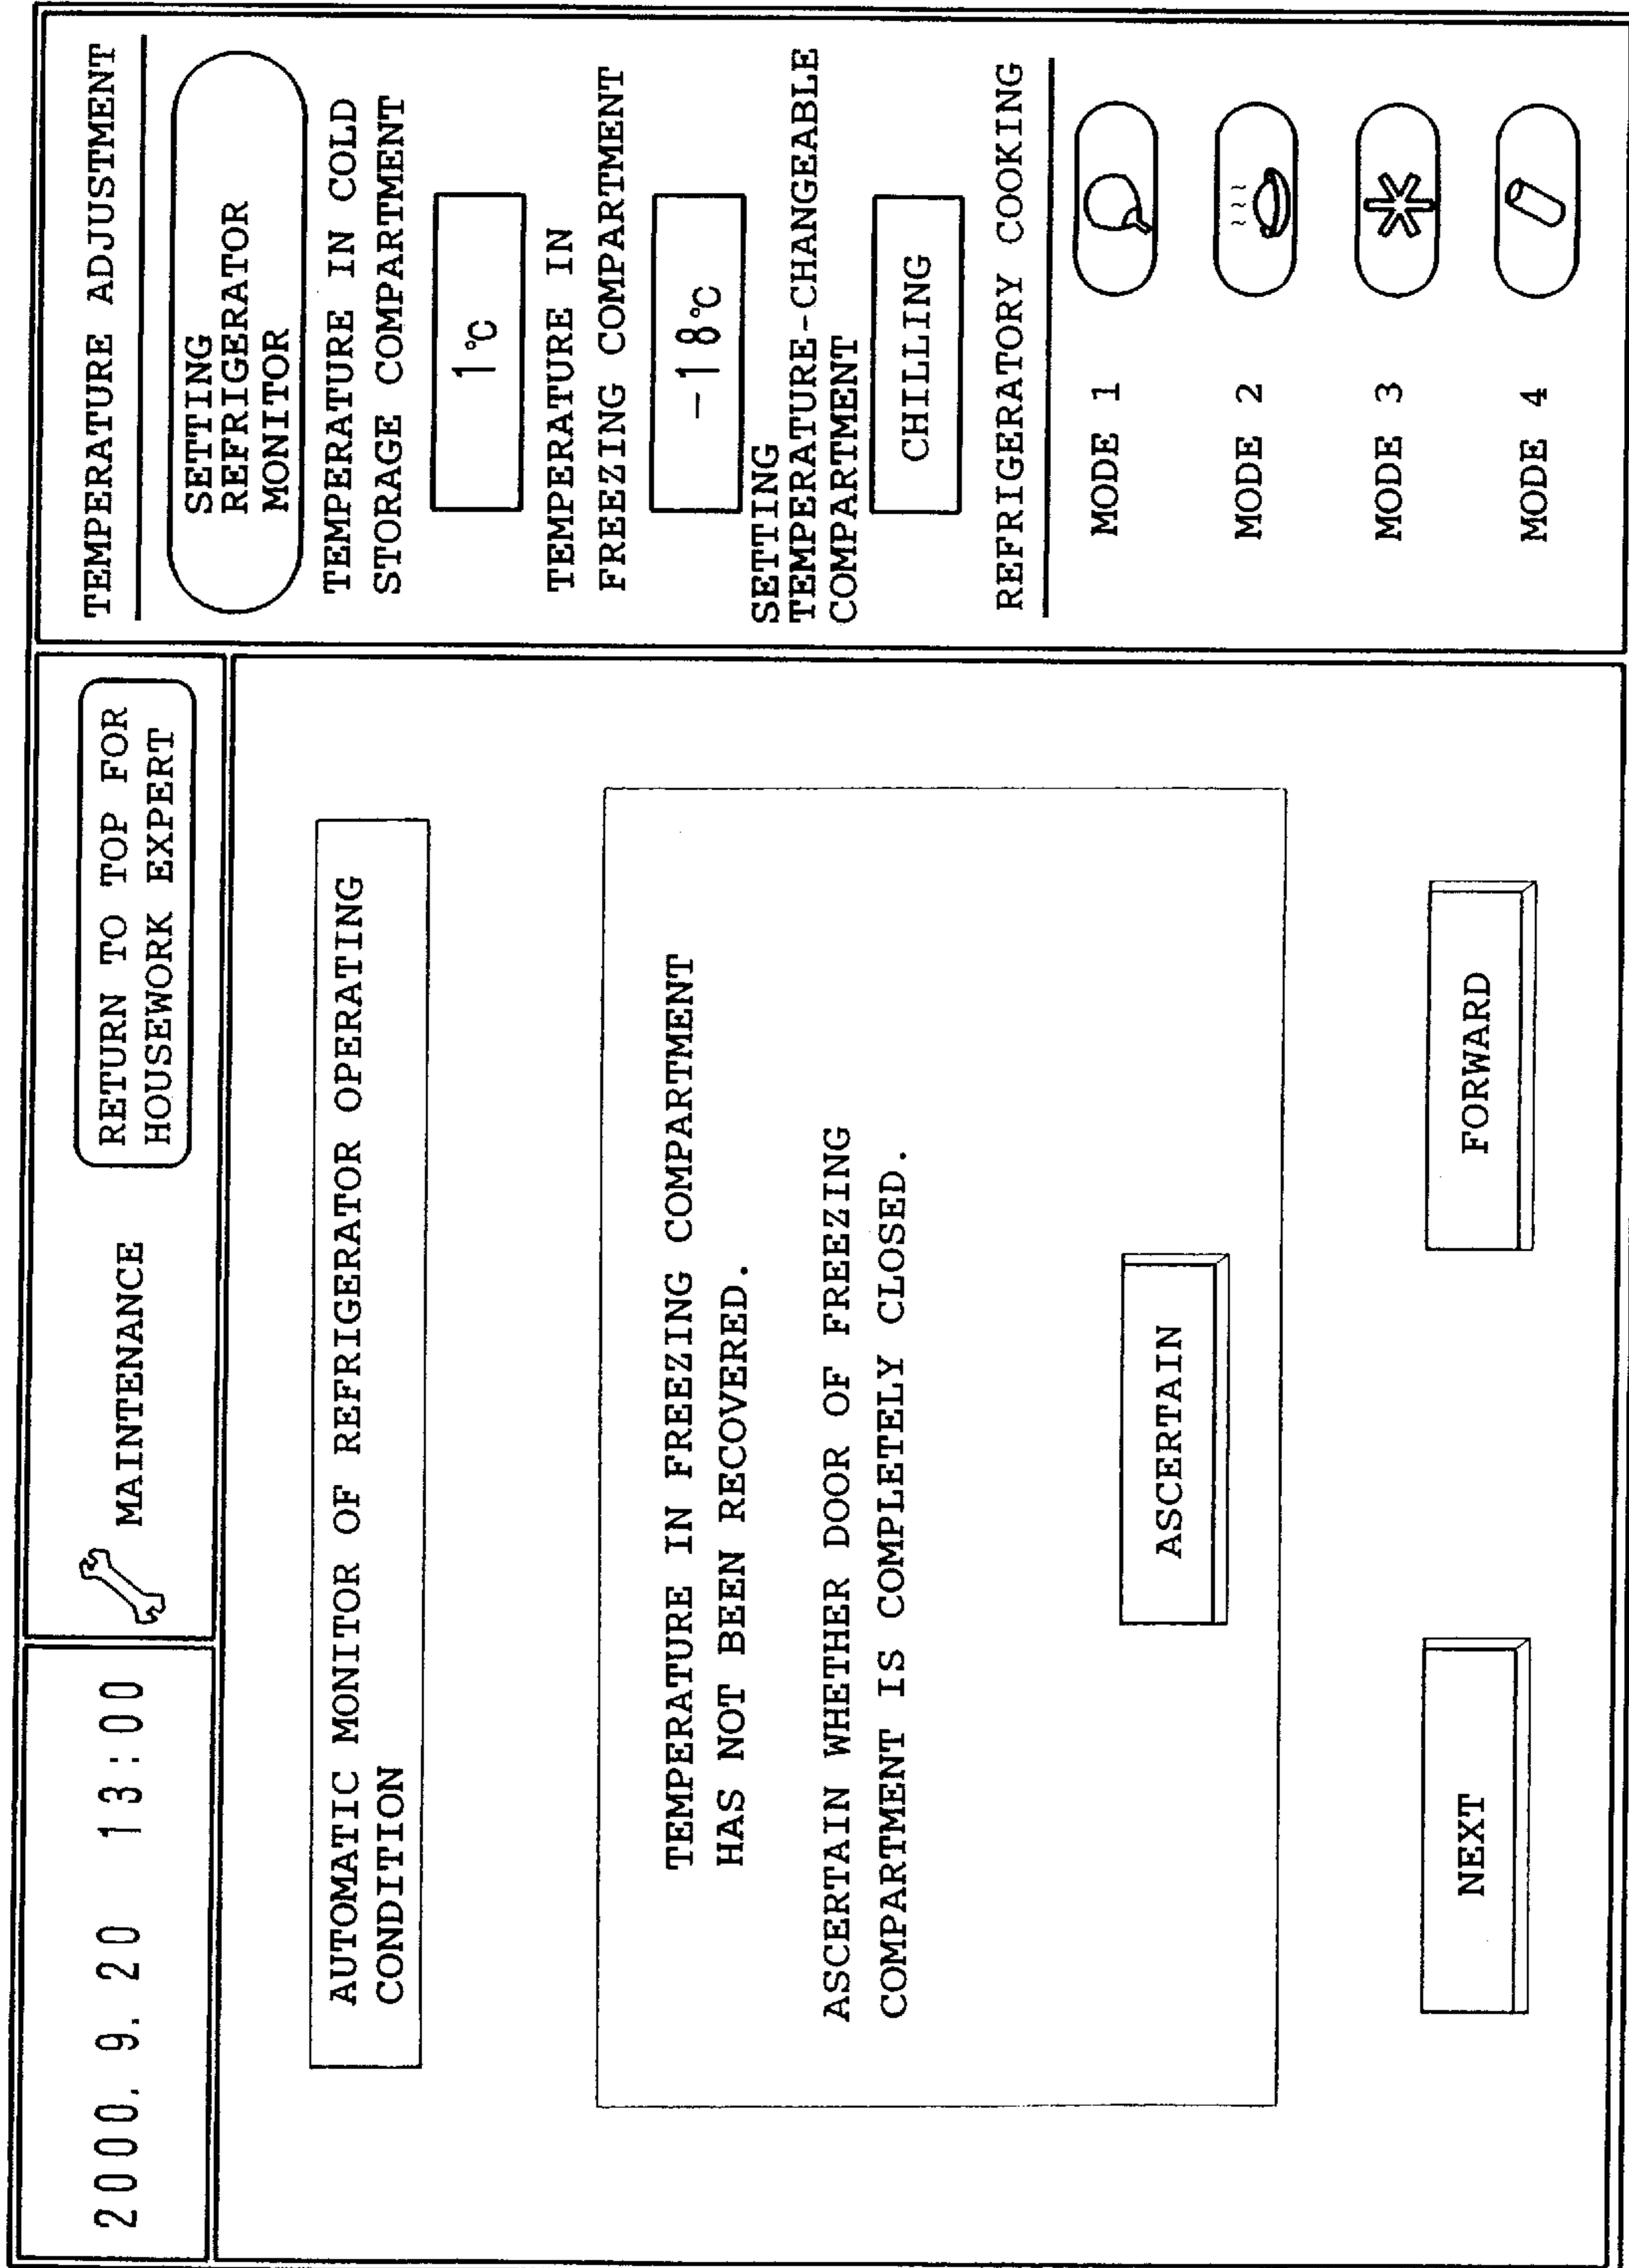 2000. 9. 20 13:00
MAINTENANCE
RETURN TO TOP FOR
HOUSEWORK EXPERT
AUTOMATIC MONITOR OF REFRIGERATOR OPERATING
CONDITION
TEMPERATURE IN FREEZING COMPARTMENT
HAS NOT BEEN RECOVERED.
ASCERTAIN WHETHER DOOR OF FREEZING
COMPARTMENT IS COMPLETELY CLOSED.
ASCERTAIN
NEXT
FORWARD
TEMPERATURE ADJUSTMENT
SETTING
REFRIGERATOR
MONITOR
TEMPERATURE IN COLD
STORAGE COMPARTMENT
1℃
TEMPERATURE IN
FREEZING COMPARTMENT
-18℃
SETTING
TEMPERATURE-CHANGEABLE
COMPARTMENT
CHILLING
REFRIGERATORY COOKING
MODE 1
MODE 2
MODE 3
MODE 4